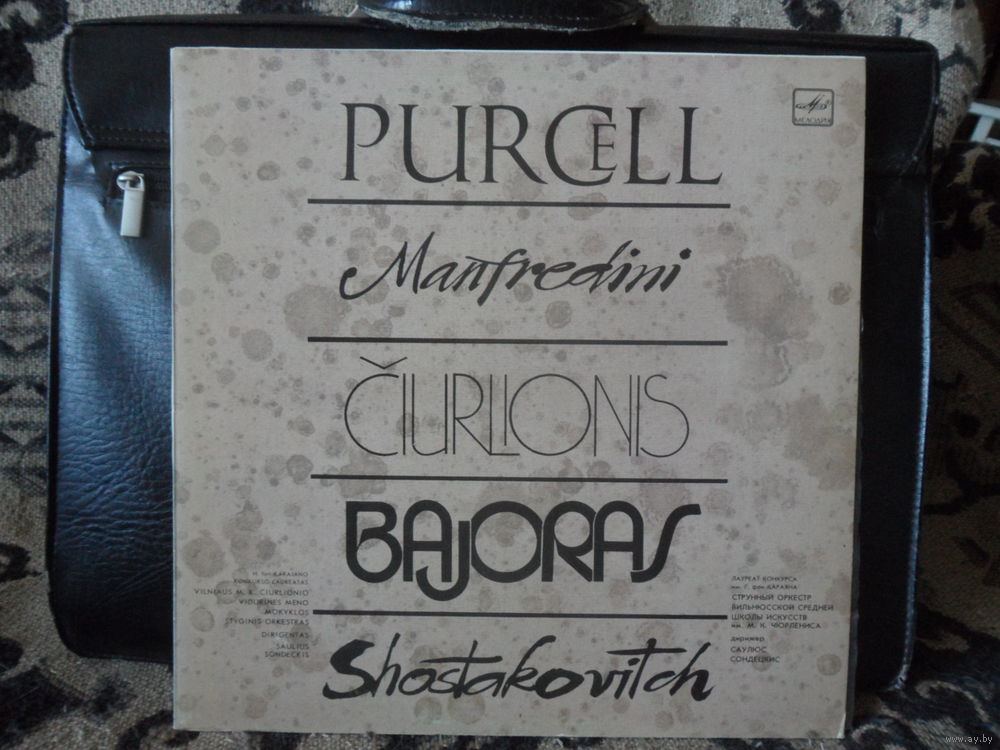 PURCELL
МЕЛОДИЯ
Manfredini
ČIURLIONIS
BAJORAS
H. fon KARAJANO
KONKURSO LAUREATAS
VILNIAUS M. K. ČIURLIONIO
VIDURINĖS MENO
MOKYKLOS
STYGINIS ORKESTRAS
DIRIGENTAS
SAULIUS
SONDECKIS
ЛАУРЕАТ КОНКУРСА
им. Г. фон КАРАЯНА
СТРУННЫЙ ОРКЕСТР
ВИЛЬНЮССКОЙ СРЕДНЕЙ
ШКОЛЫ ИСКУССТВ
им. М. К. ЧЮРЛЕНИСА
дирижер
САУЛЮС
СОНДЕЦКИС
Shostakovitch
www.ay.by